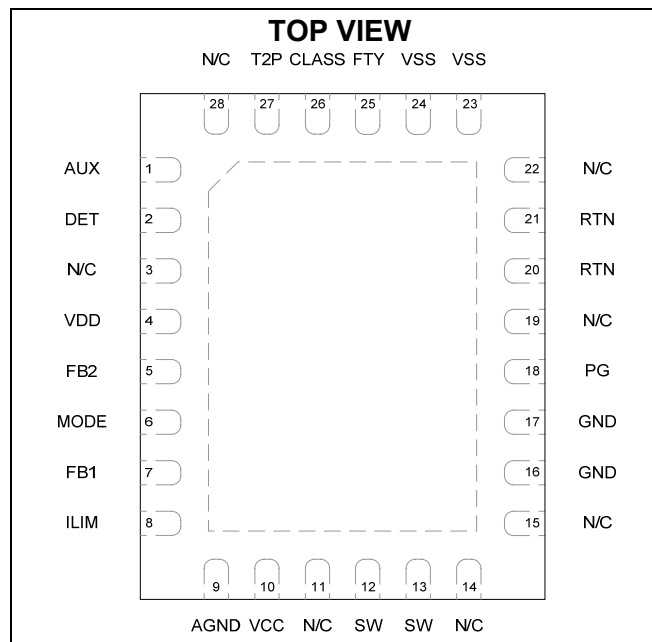 TOP VIEW
N/C T2P CLASS FTY VSS VSS
28 27 26 25 24 23
AUX 1 22 N/C
DET 2 21 RTN
N/C 3 20 RTN
VDD 4 19 N/C
FB2 5 18 PG
MODE 6 17 GND
FB1 7 16 GND
ILIM 8 15 N/C
9 10 11 12 13 14
AGND VCC N/C SW SW N/C